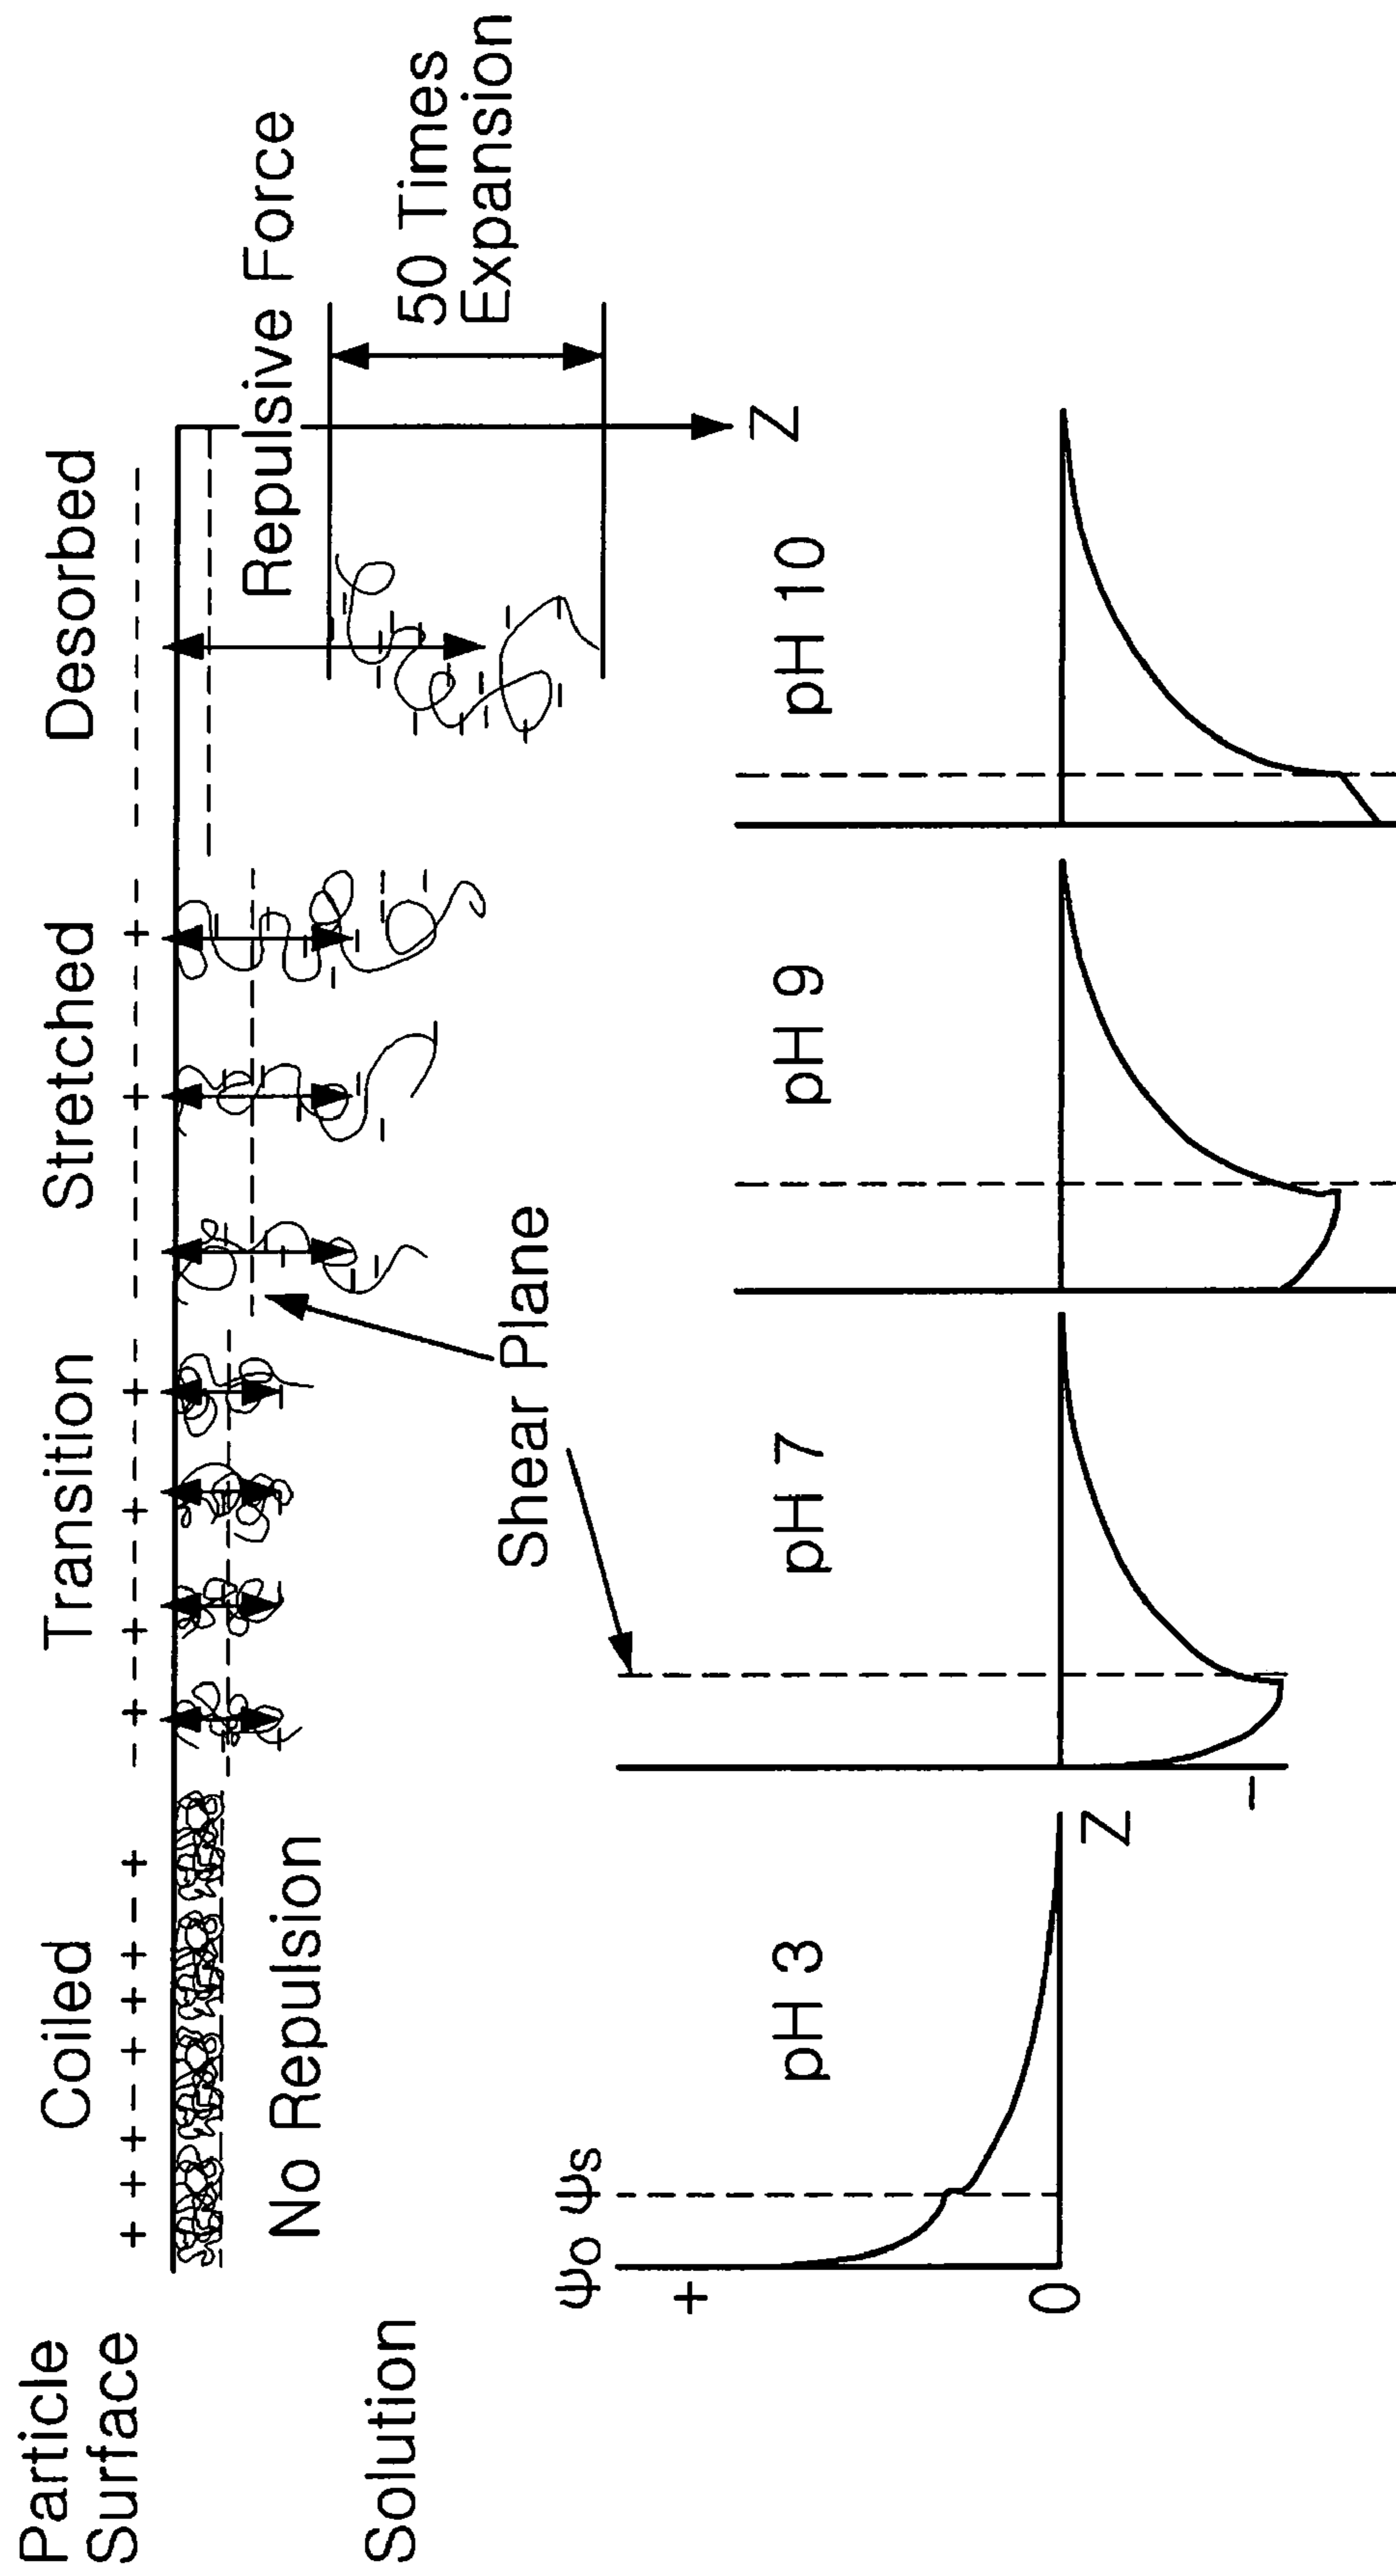 Particle
Surface
Coiled
Transition
Stretched
Desorbed
+ + + - + + + - +
- + - + - + - + -
- + - + - + -
No Repulsion
Repulsive Force
Solution
50 Times
Expansion
Shear Plane
Z
ψo ψs
+
0
pH 3
Z
pH 7
−
pH 9
pH 10